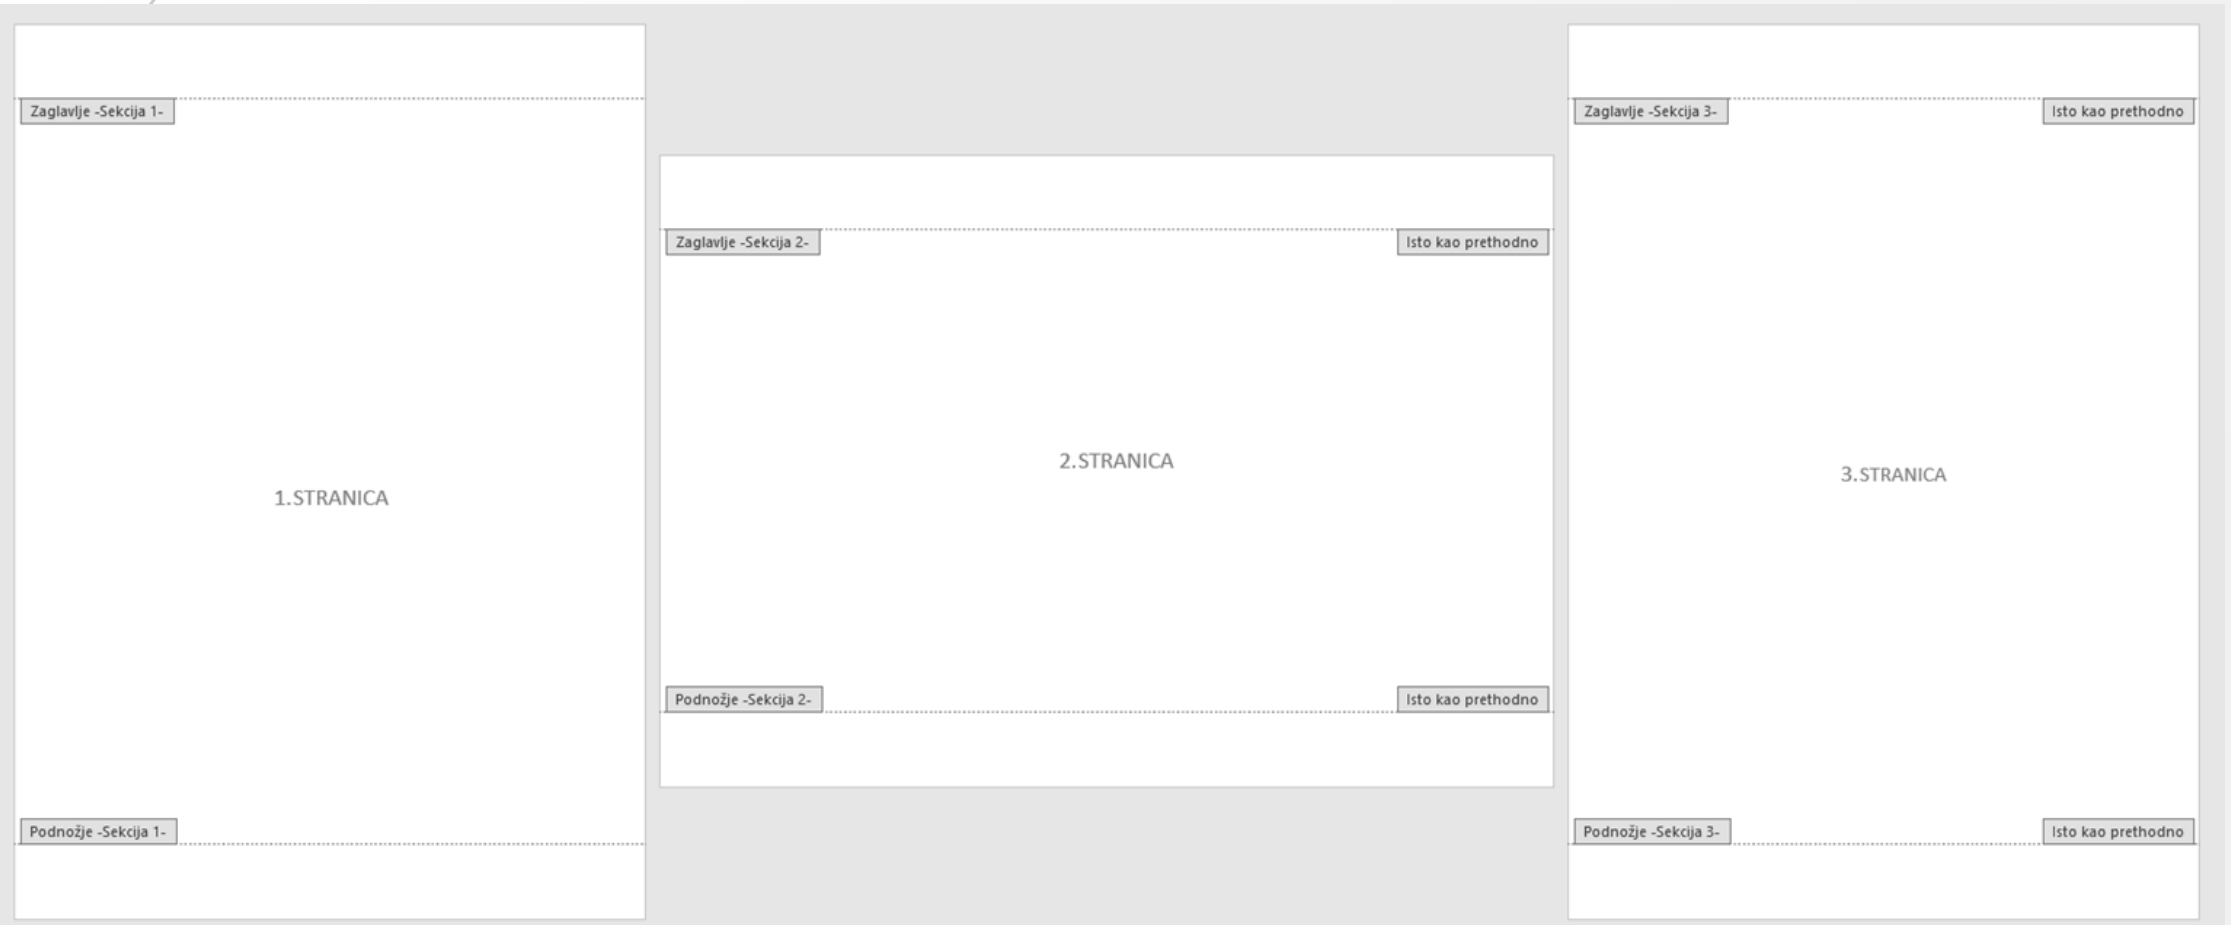 Zaglavlje -Sekcija 1-
1.STRANICA
Podnožje -Sekcija 1-
Zaglavlje -Sekcija 2-
Isto kao prethodno
2.STRANICA
Podnožje -Sekcija 2-
Isto kao prethodno
Zaglavlje -Sekcija 3-
Isto kao prethodno
3.STRANICA
Podnožje -Sekcija 3-
Isto kao prethodno